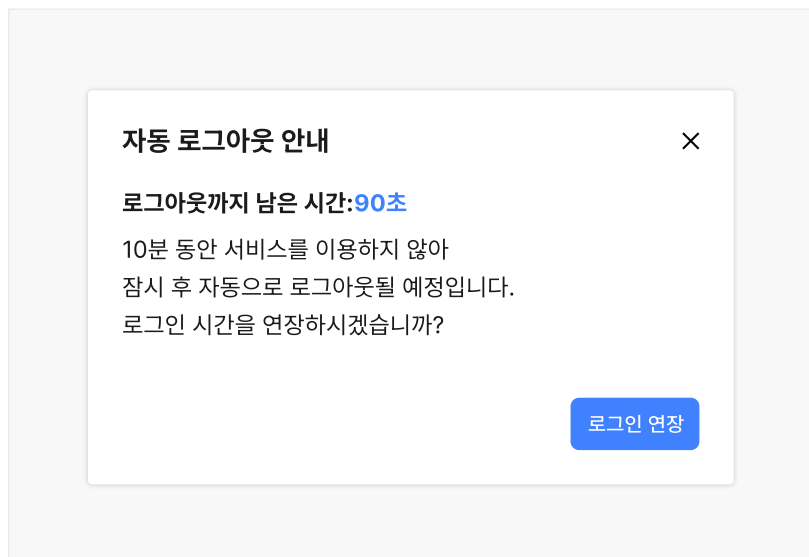 자동 로그아웃 안내
로그아웃까지 남은 시간:90초
10분 동안 서비스를 이용하지 않아
잠시 후 자동으로 로그아웃될 예정입니다.
로그인 시간을 연장하시겠습니까?
로그인 연장